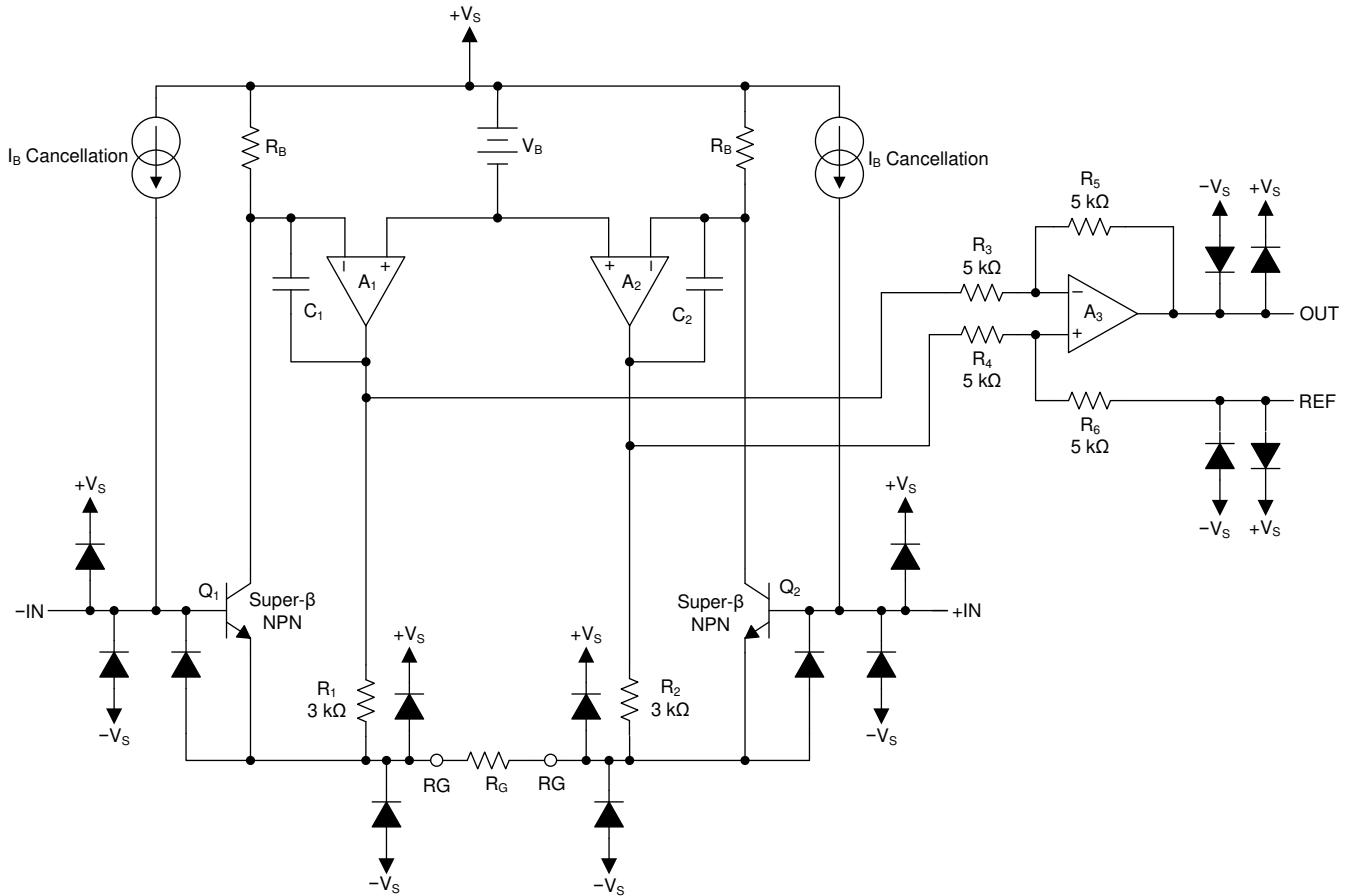 +VS
IB Cancellation
RB
VB
RB
IB Cancellation
−
+
A1
C1
+
−
A2
C2
R5
5 kΩ
−VS
+VS
R3
5 kΩ
−
+
A3
OUT
R4
5 kΩ
R6
5 kΩ
REF
−VS
+VS
+VS
−IN
Q1
Super-β
NPN
−VS
R1
3 kΩ
+VS
RG
RG
RG
−VS
+VS
−VS
R2
3 kΩ
Q2
Super-β
NPN
+VS
+IN
−VS